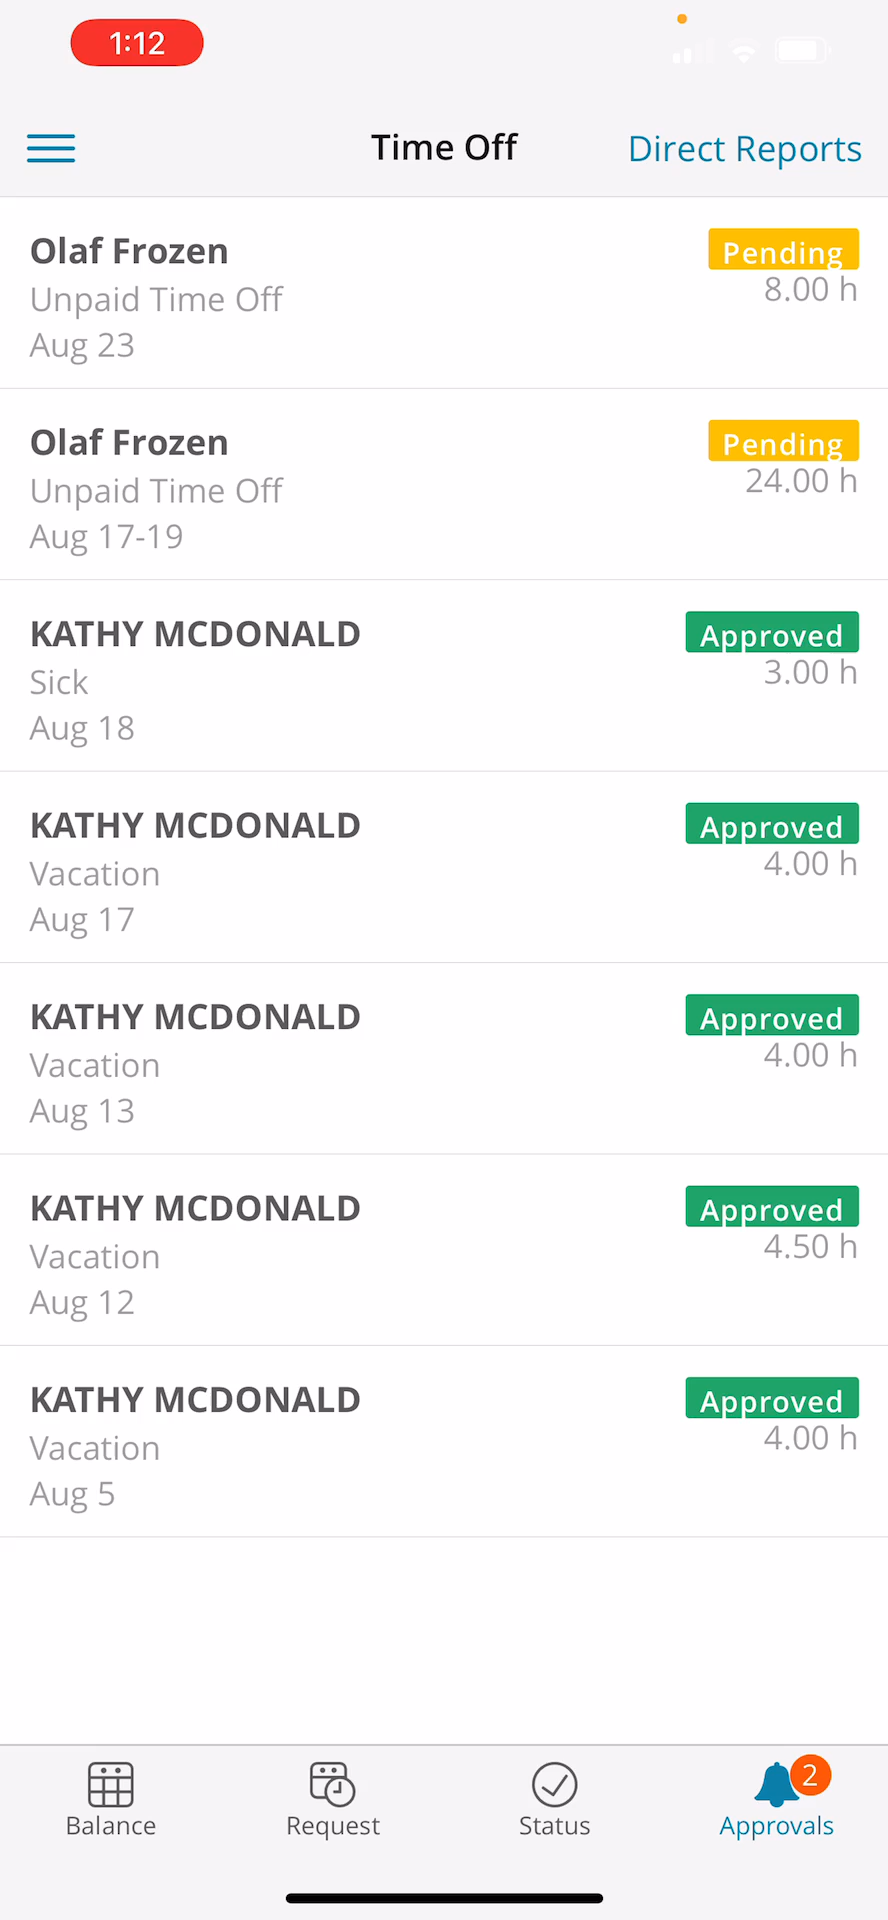 1:12
Time Off
Direct Reports
Olaf Frozen
Pending
Unpaid Time Off
8.00 h
Aug 23
Olaf Frozen
Pending
Unpaid Time Off
24.00 h
Aug 17-19
KATHY MCDONALD
Approved
Sick
3.00 h
Aug 18
KATHY MCDONALD
Approved
Vacation
4.00 h
Aug 17
KATHY MCDONALD
Approved
Vacation
4.00 h
Aug 13
KATHY MCDONALD
Approved
Vacation
4.50 h
Aug 12
KATHY MCDONALD
Approved
Vacation
4.00 h
Aug 5
2
Balance
Request
Status
Approvals